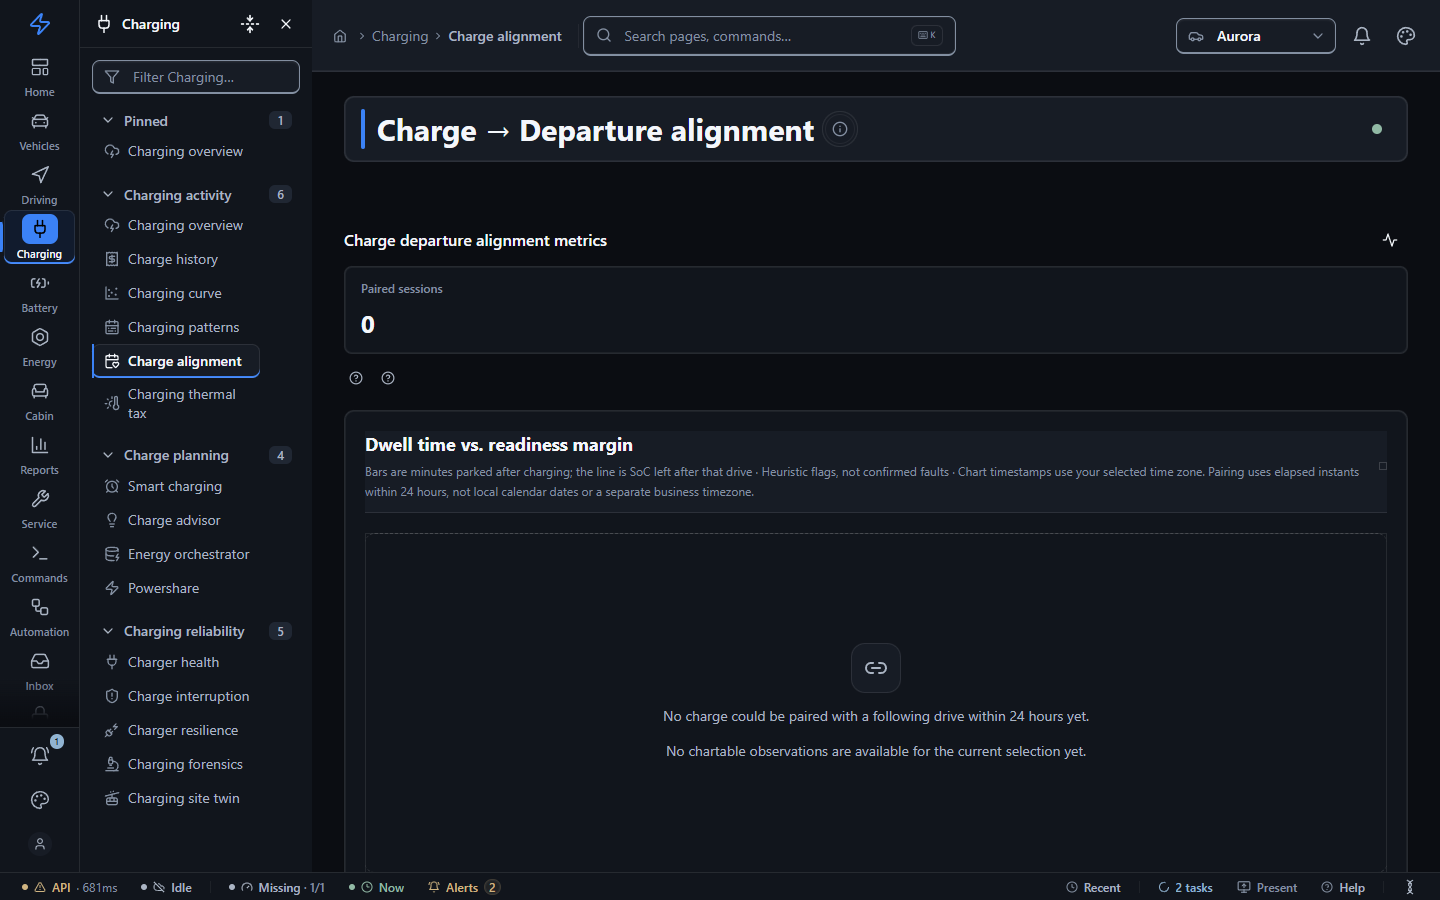 Charging
Charging
Charge alignment
Search pages, commands...
K
Aurora
Home
Vehicles
Driving
Charging
Battery
Energy
Cabin
Reports
Service
Commands
Automation
Inbox
1
Filter Charging...
Pinned
1
Charging overview
Charging activity
6
Charging overview
Charge history
Charging curve
Charging patterns
Charge alignment
Charging thermal
tax
Charge planning
4
Smart charging
Charge advisor
Energy orchestrator
Powershare
Charging reliability
5
Charger health
Charge interruption
Charger resilience
Charging forensics
Charging site twin
Charge → Departure alignment
Charge departure alignment metrics
Paired sessions
0
Dwell time vs. readiness margin
Bars are minutes parked after charging; the line is SoC left after that drive · Heuristic flags, not confirmed faults · Chart timestamps use your selected time zone. Pairing uses elapsed instants
within 24 hours, not local calendar dates or a separate business timezone.
No charge could be paired with a following drive within 24 hours yet.
No chartable observations are available for the current selection yet.
API · 681ms
Idle
Missing · 1/1
Now
Alerts 2
Recent
2 tasks
Present
Help